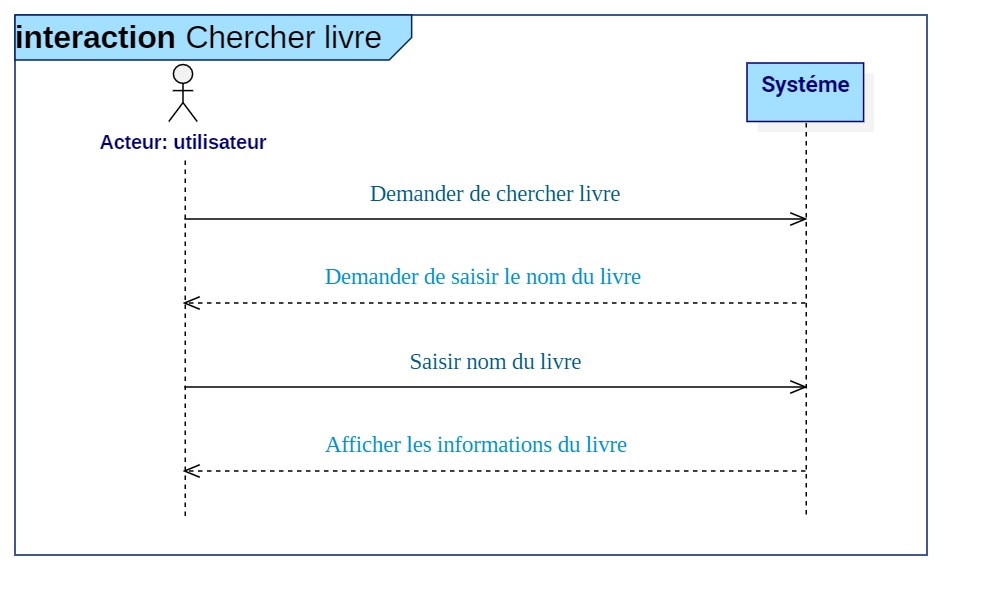 interaction Chercher livre
Acteur: utilisateur
Systéme
Demander de chercher livre
Demander de saisir le nom du livre
Saisir nom du livre
Afficher les informations du livre